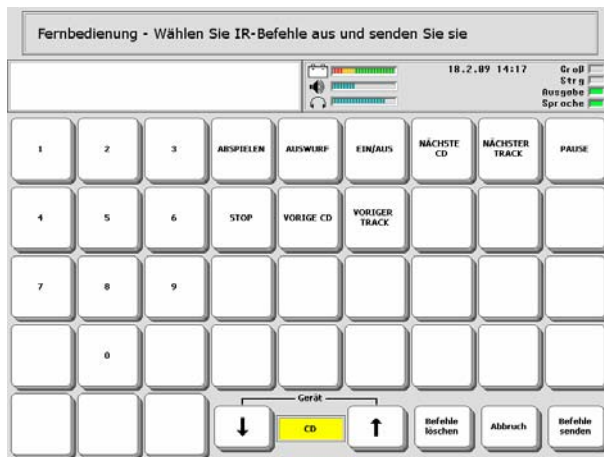 Fernbedienung - Wählen Sie IR-Befehle aus und senden Sie sie
18.2.09 14:17
Groß
Strg
Ausgabe
Sprache
1 2 3 ABSPIELEN AUSWURF EIN/AUS NÄCHSTE CD NÄCHSTER TRACK PAUSE
4 5 6 STOP VORIGE CD VORIGER TRACK
7 8 9
0
Gerät
CD
Befehle löschen
Abbruch
Befehle senden